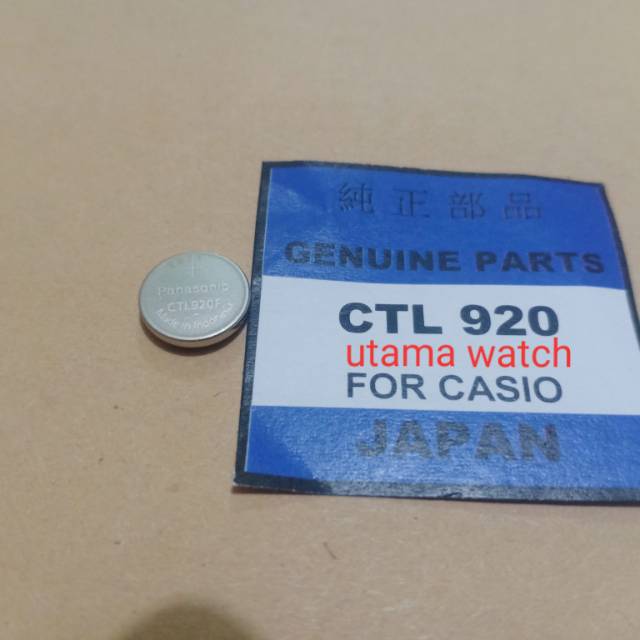 +
Panasonic
CTL920F
Made in Indonesia
純正部品
GENUINE PARTS
CTL 920
utama watch
FOR CASIO
JAPAN